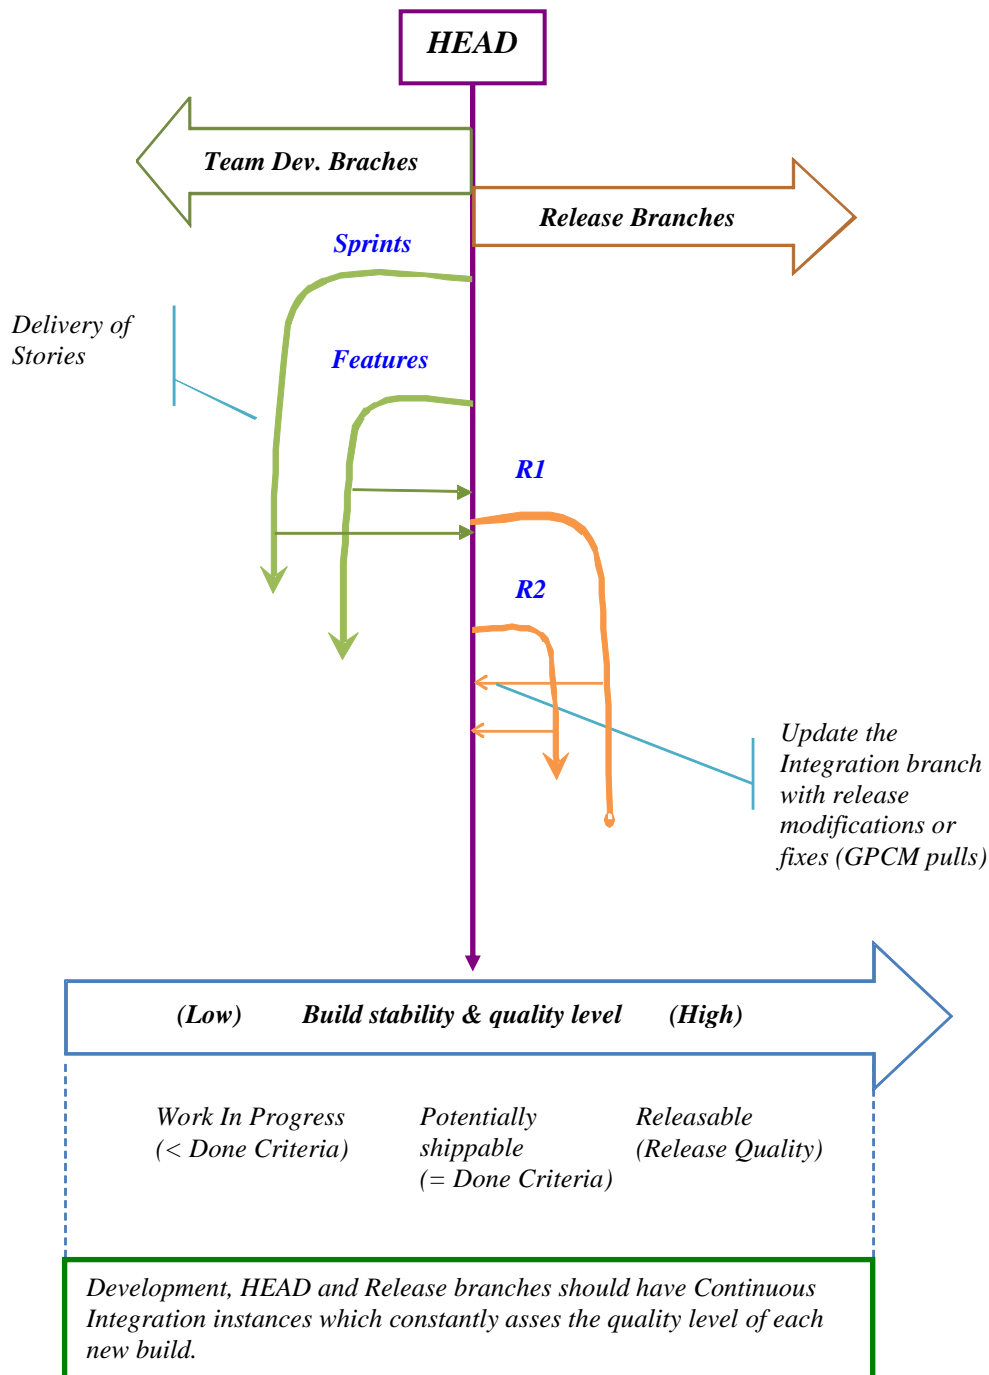 HEAD
Team Dev. Braches
Release Branches
Sprints
Delivery of
Stories
Features
R1
R2
Update the
Integration branch
with release
modifications or
fixes (GPCM pulls)
(Low) Build stability & quality level (High)
Work In Progress
(< Done Criteria)
Potentially
shippable
(= Done Criteria)
Releasable
(Release Quality)
Development, HEAD and Release branches should have Continuous
Integration instances which constantly asses the quality level of each
new build.